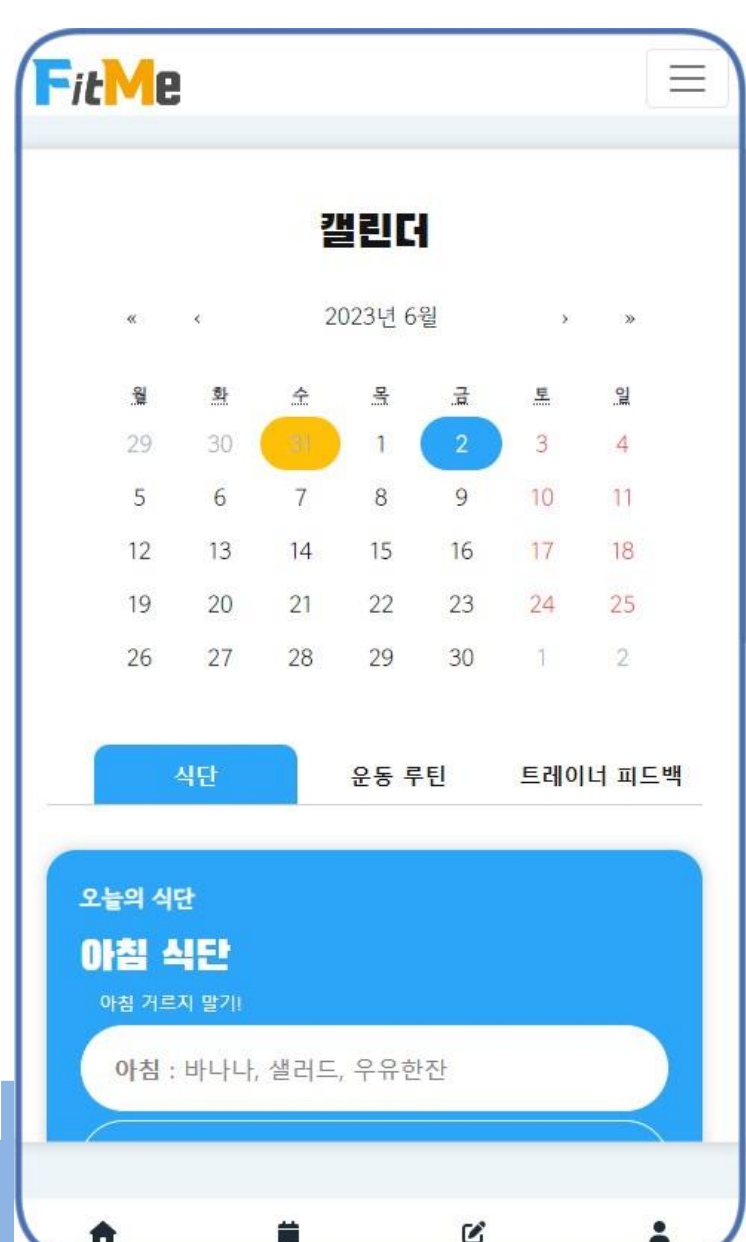 FitMe
캘린더
« ‹ 2023년 6월 › »
월 화 수 목 금 토 일
29 30 31 1 2 3 4
5 6 7 8 9 10 11
12 13 14 15 16 17 18
19 20 21 22 23 24 25
26 27 28 29 30 1 2
식단 운동 루틴 트레이너 피드백
오늘의 식단
아침 식단
아침 거르지 말기!
아침 : 바나나, 샐러드, 우유한잔